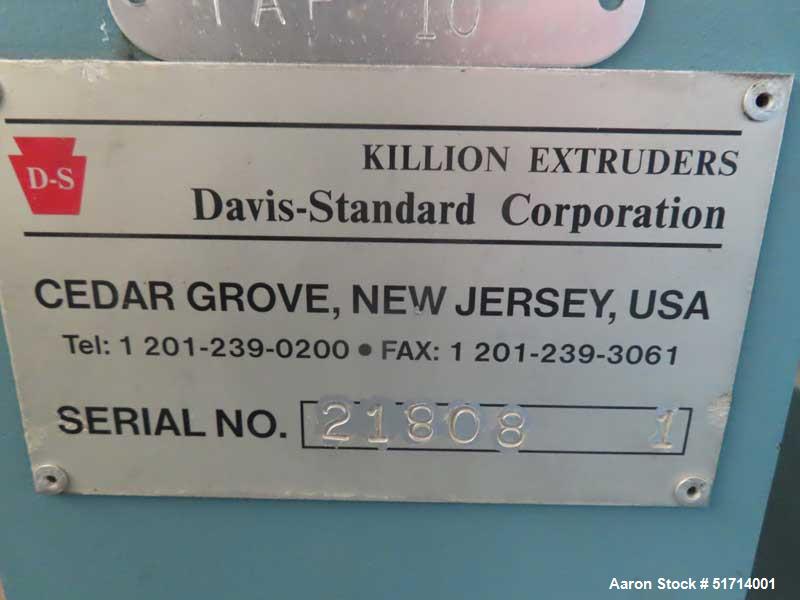 10
D-S
KILLION EXTRUDERS
Davis-Standard Corporation
CEDAR GROVE, NEW JERSEY, USA
Tel: 1 201-239-0200 • FAX: 1 201-239-3061
SERIAL NO. 21808 1
Aaron Stock # 51714001